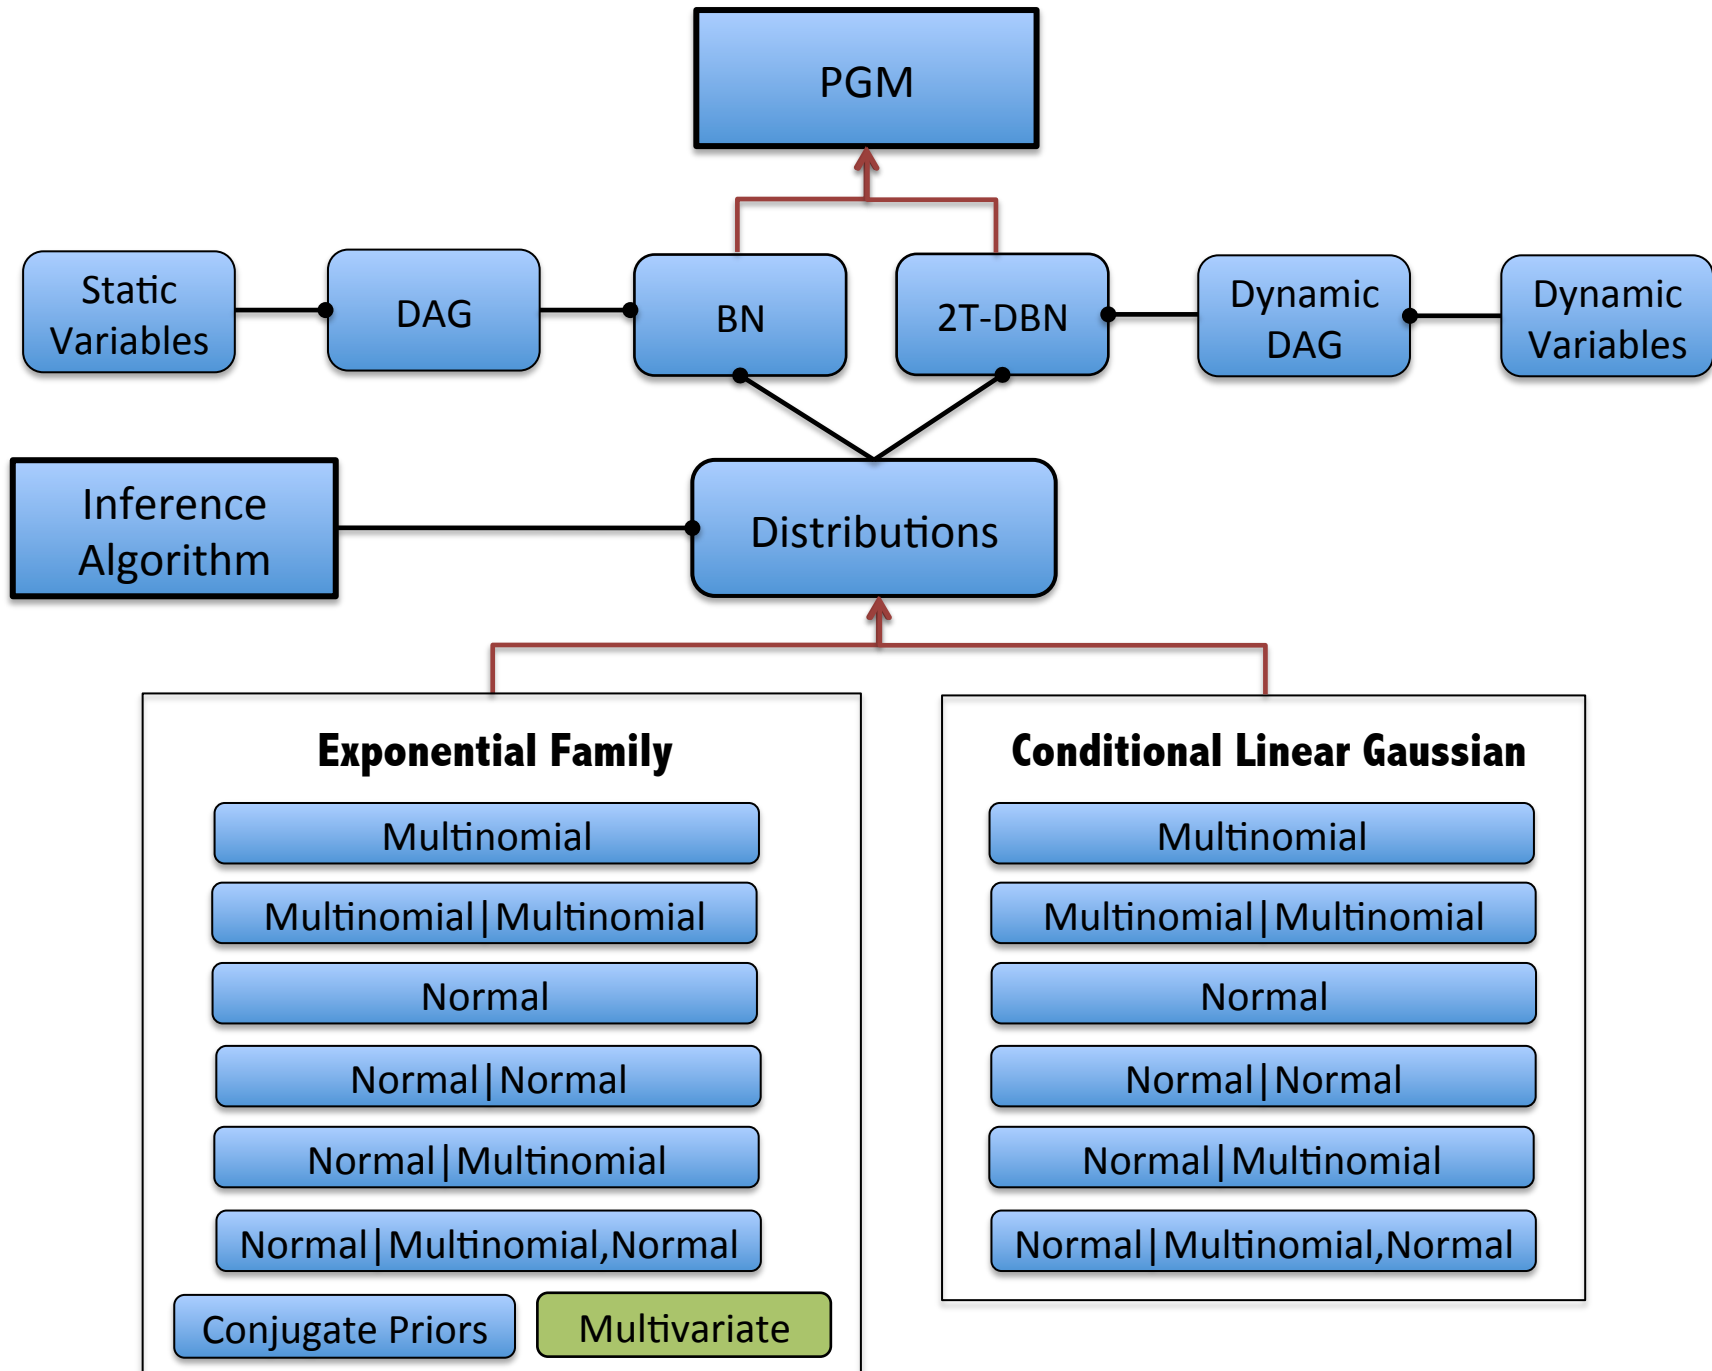 PGM
Static
Variables
DAG
BN
2T-DBN
Dynamic
DAG
Dynamic
Variables
Inference
Algorithm
Distributions
Exponential Family
Multinomial
Multinomial|Multinomial
Normal
Normal|Normal
Normal|Multinomial
Normal|Multinomial,Normal
Conjugate Priors
Multivariate
Conditional Linear Gaussian
Multinomial
Multinomial|Multinomial
Normal
Normal|Normal
Normal|Multinomial
Normal|Multinomial,Normal